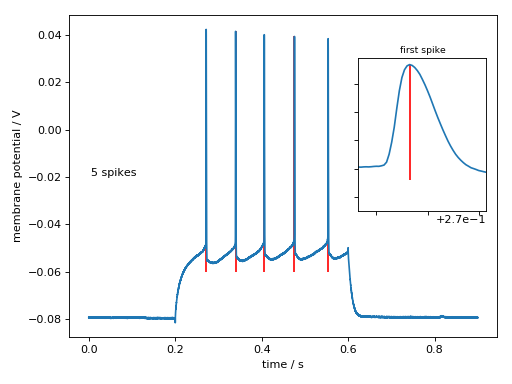 first spike
+2.7e−1
5 spikes
membrane potential / V
0.04
0.02
0.00
−0.02
−0.04
−0.06
−0.08
0.0 0.2 0.4 0.6 0.8
time / s